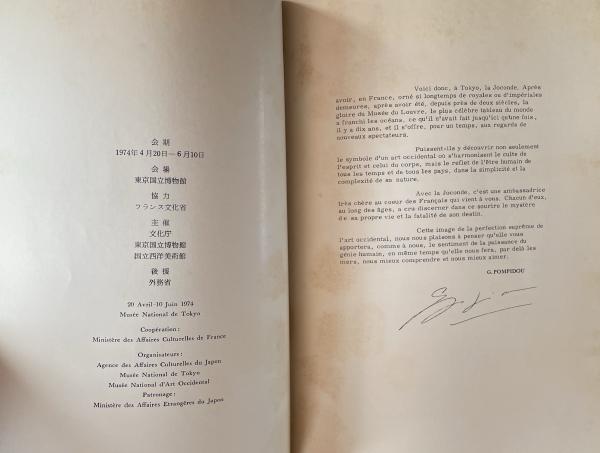 会期
1974年4月20日—6月10日
会場
東京国立博物館
協力
フランス文化省
主催
文化庁
東京国立博物館
国立西洋美術館
後援
外務省
20 Avril-10 Juin 1974
Musée National de Tokyo
Coopération:
Ministère des Affaires Culturelles de France
Organisateurs:
Agence des Affaires Culturelles du Japon
Musée National de Tokyo
Musée National d'Art Occidental
Patronage:
Ministère des Affaires Etrangères du Japon
Voici donc, à Tokyo, la Joconde. Après
avoir, en France, orné si longtemps de royales ou d'impériales
demeures, après avoir été, depuis près de deux siècles, la
gloire du Musée du Louvre, le plus célèbre tableau du monde
a franchi les océans, ce qu'il n'avait fait jusqu'ici qu'une fois,
il y a dix ans, et il s'offre, pour un temps, aux regards de
nouveaux spectateurs.
Puissent-ils y découvrir non seulement
le symbole d'un art occidental où s'harmonisent le culte de
l'esprit et celui du corps, mais le reflet de l'être humain de
tous les temps et de tous les pays, dans la simplicité et la
complexité de sa nature.
Avec la Joconde, c'est une ambassadrice
très chère au coeur des Français qui vient à vous. Chacun d'eux,
au long des âges, a cru discerner dans ce sourire le mystère
de sa propre vie et la fatalité de son destin.
Cette image de la perfection suprême de
l'art occidental, nous nous plaisons à penser qu'elle vous
apportera, comme à nous, le sentiment de la puissance du
génie humain, en même temps qu'elle nous fera, par delà les
mers, nous mieux comprendre et nous mieux aimer.
G. POMPIDOU